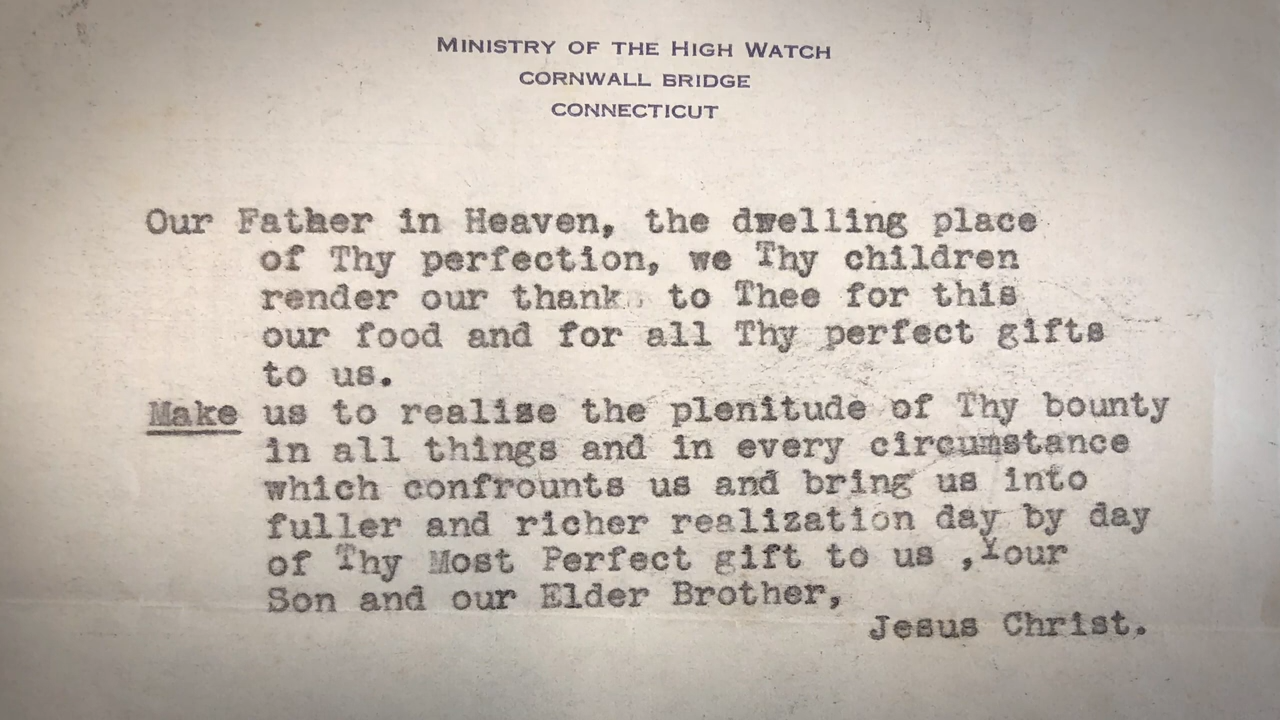 MINISTRY OF THE HIGH WATCH
CORNWALL BRIDGE
CONNECTICUT
Our Father in Heaven, the dwelling place
of Thy perfection, we Thy children
render our thank to Thee for this
our food and for all Thy perfect gifts
to us.
Make us to realize the plenitude of Thy bounty
in all things and in every circumstance
which confrounts us and bring us into
fuller and richer realization day by day
of Thy Most Perfect gift to us ,Your
Son and our Elder Brother,
Jesus Christ.